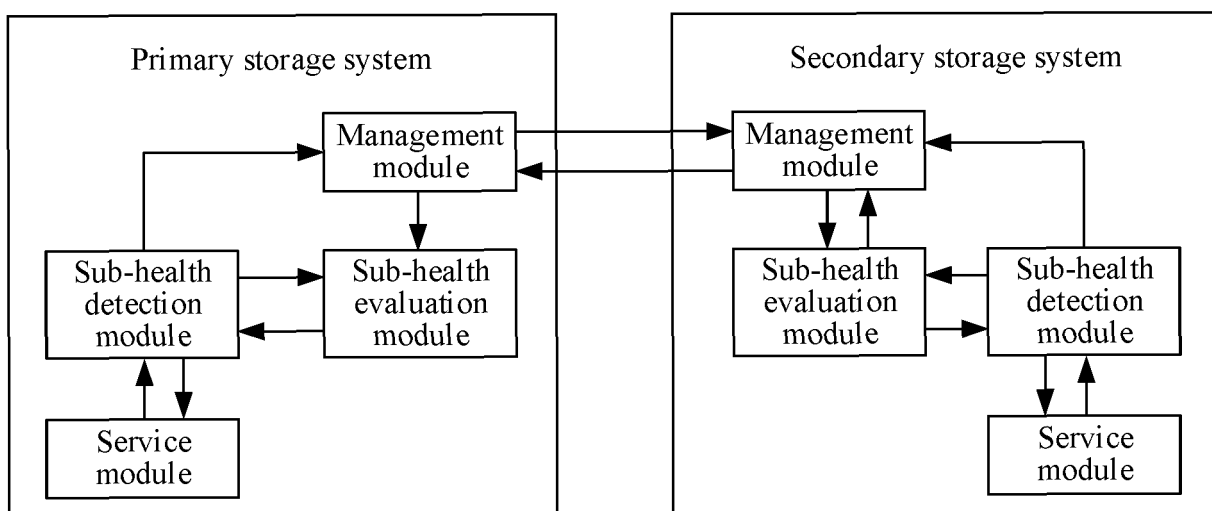 Primary storage system
Management
module
Sub-health
detection
module
Sub-health
evaluation
module
Service
module
Secondary storage system
Management
module
Sub-health
evaluation
module
Sub-health
detection
module
Service
module